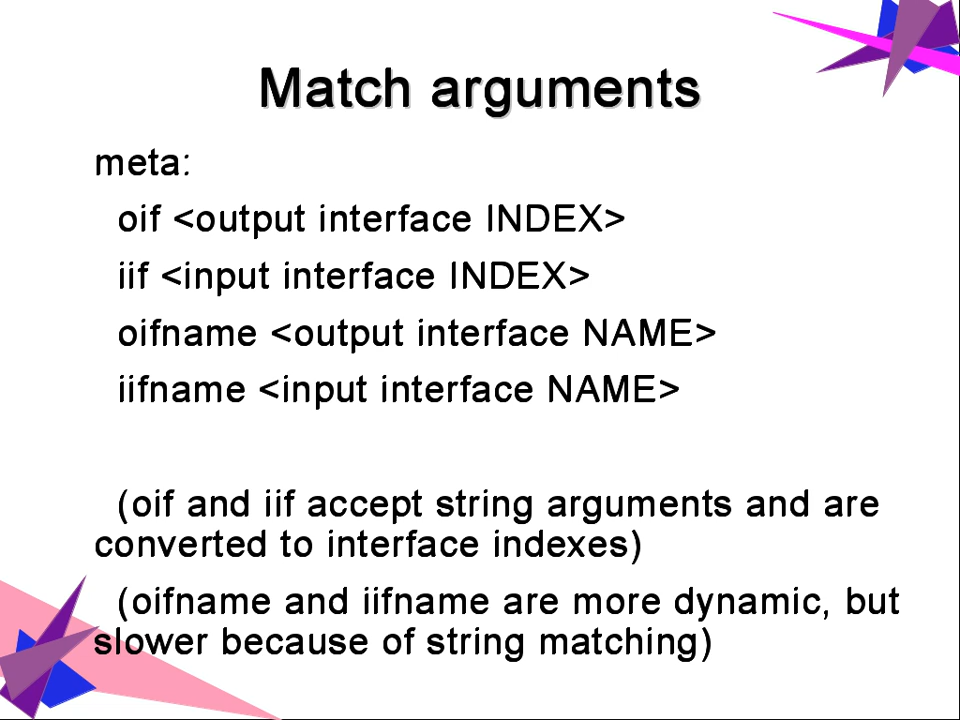 Match arguments
meta:
oif <output interface INDEX>
iif <input interface INDEX>
oifname <output interface NAME>
iifname <input interface NAME>
(oif and iif accept string arguments and are
converted to interface indexes)
(oifname and iifname are more dynamic, but
slower because of string matching)